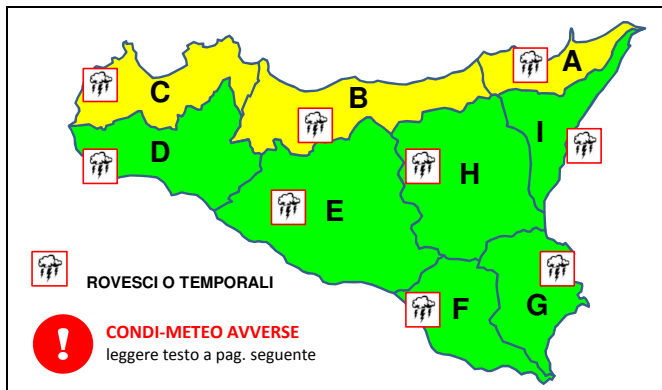 A
B
C
I
D
H
E
ROVESCI O TEMPORALI
F
G
!
CONDI-METEO AVVERSE
leggere testo a pag. seguente